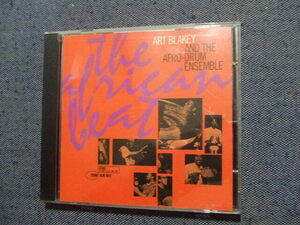 ART BLAKEY
AND THE
AFRO-DRUM
ENSEMBLE
the
african
beat